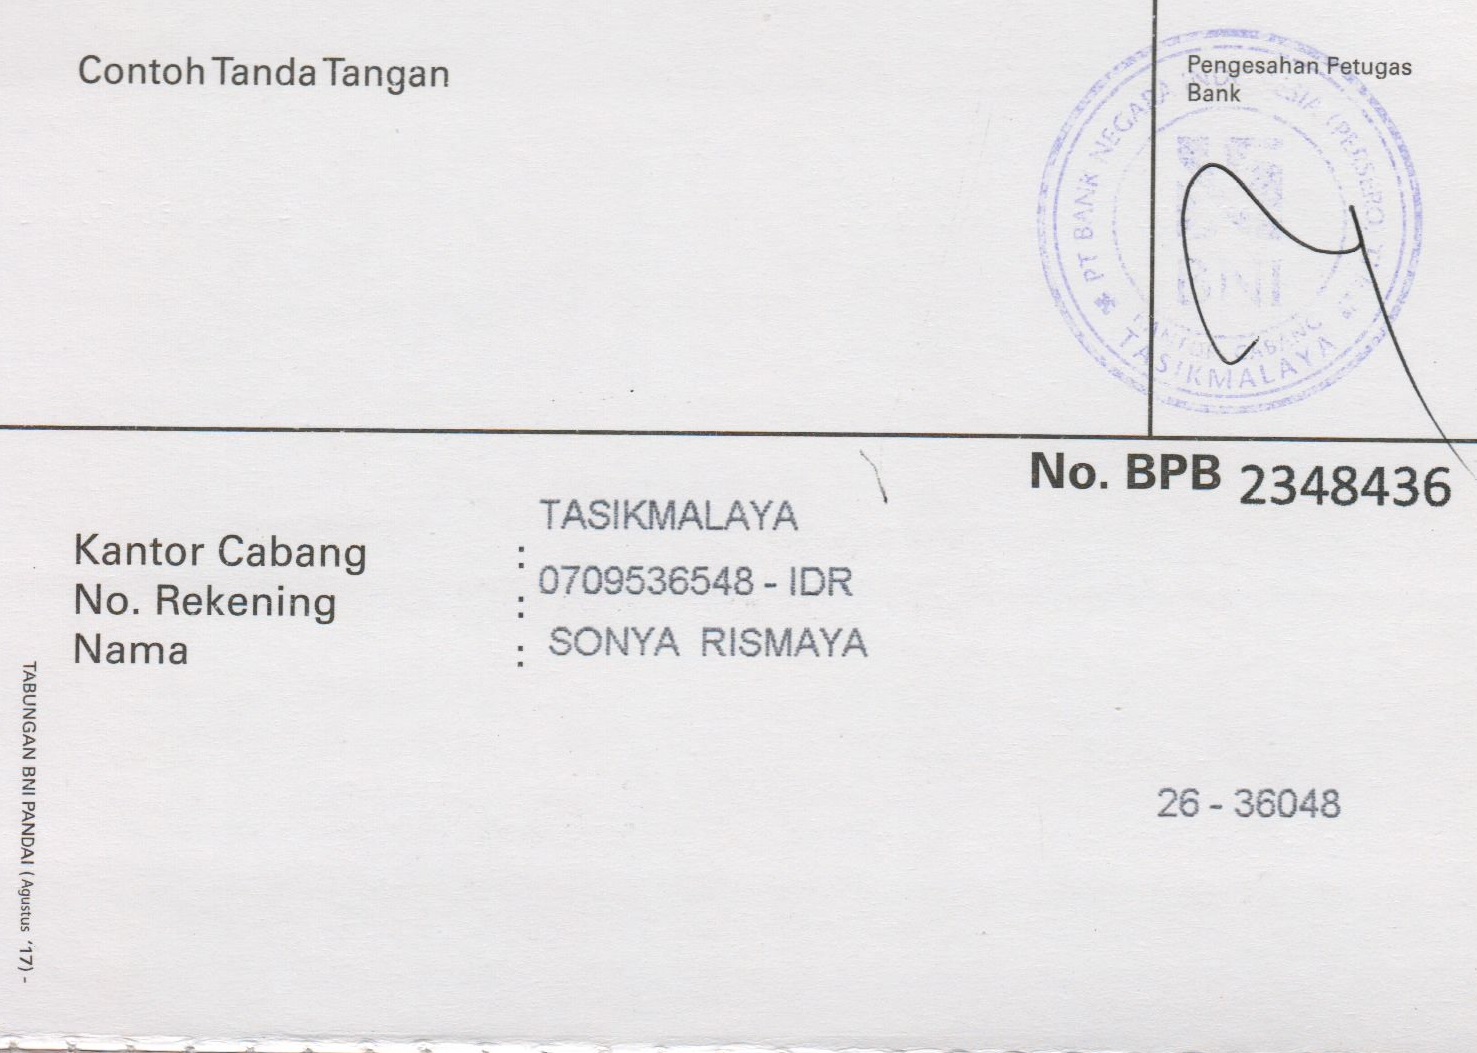 Contoh Tanda Tangan
Pengesahan Petugas
Bank
PT BANK NEGARA INDONESIA (PERSERO)
BNI
KANTOR CABANG
TASIKMALAYA
No. BPB 2348436
Kantor Cabang : TASIKMALAYA
No. Rekening : 0709536548 - IDR
Nama : SONYA RISMAYA
26 - 36048
TABUNGAN BNI PANDAI (Agustus '17) -